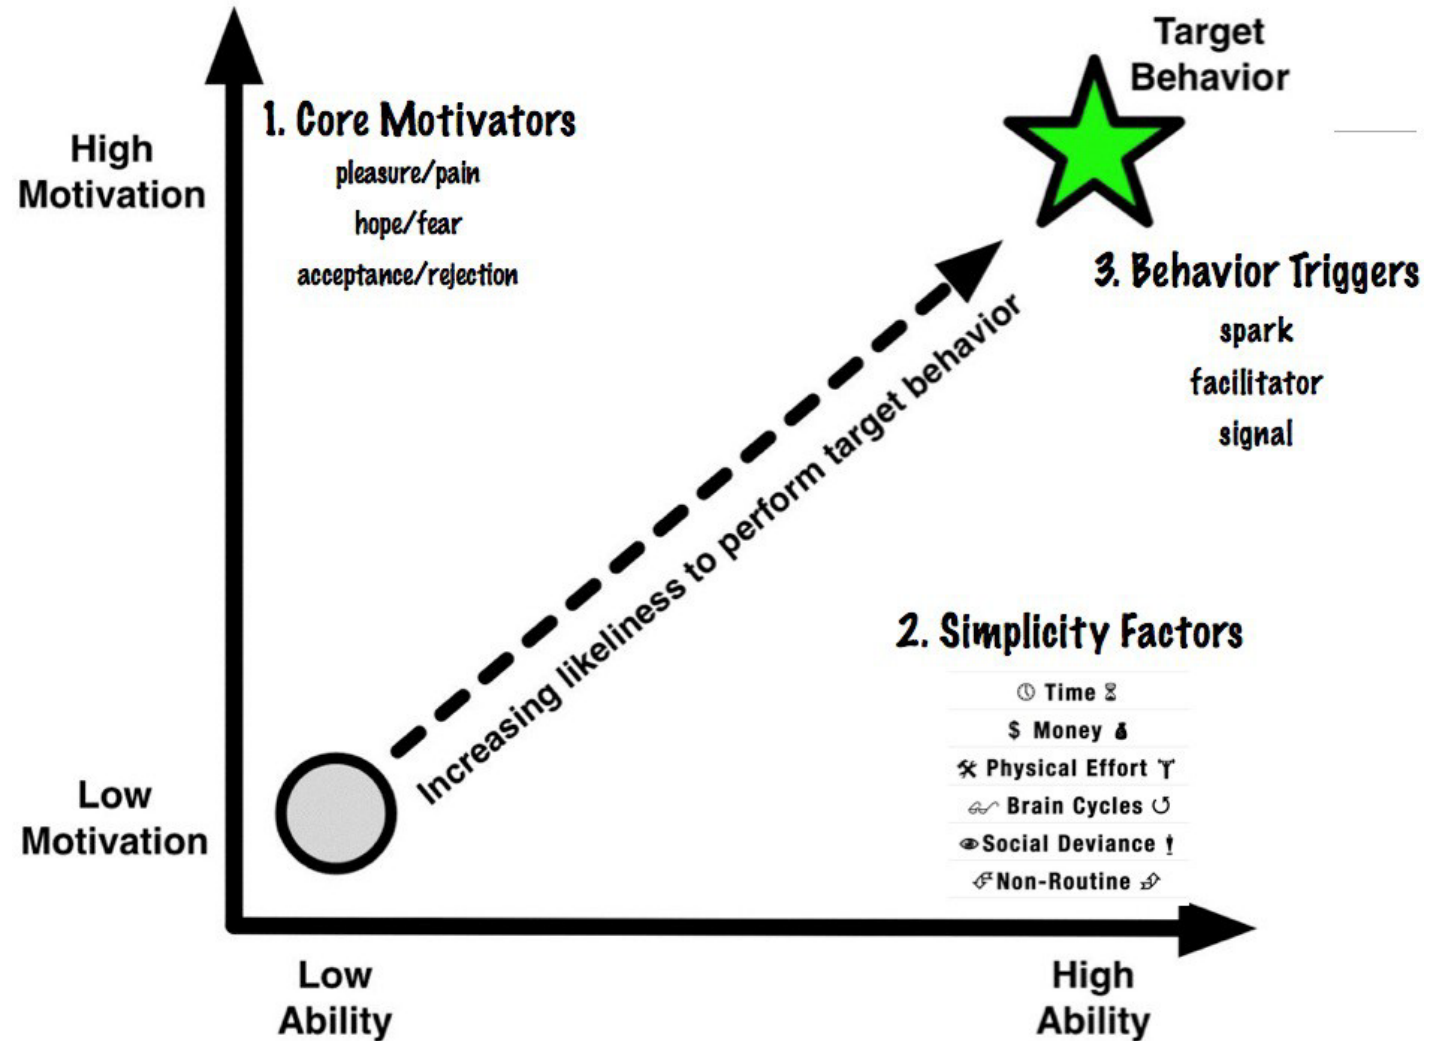 Target
Behavior
1. Core Motivators
pleasure/pain
hope/fear
acceptance/rejection
High
Motivation
3. Behavior Triggers
spark
facilitator
signal
Increasing likeliness to perform target behavior
2. Simplicity Factors
Time
$ Money
Physical Effort
Brain Cycles
Social Deviance
Non-Routine
Low
Motivation
Low
Ability
High
Ability